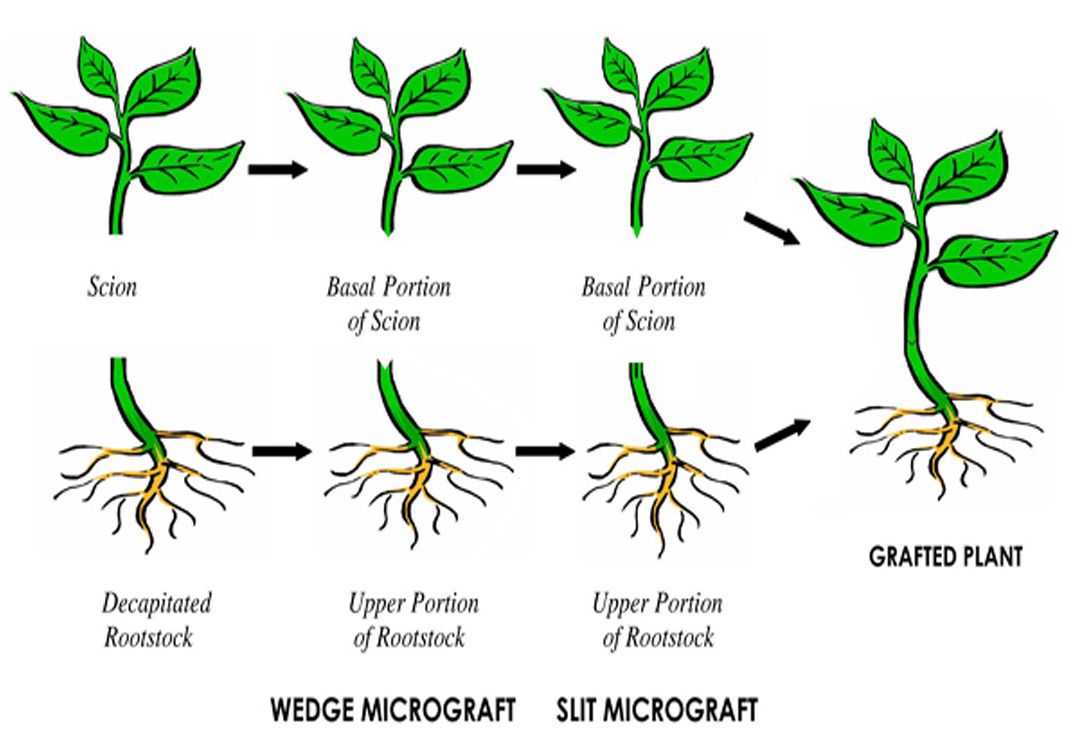 Scion
Basal Portion
of Scion
Basal Portion
of Scion
Decapitated
Rootstock
Upper Portion
of Rootstock
Upper Portion
of Rootstock
GRAFTED PLANT
WEDGE MICROGRAFT
SLIT MICROGRAFT